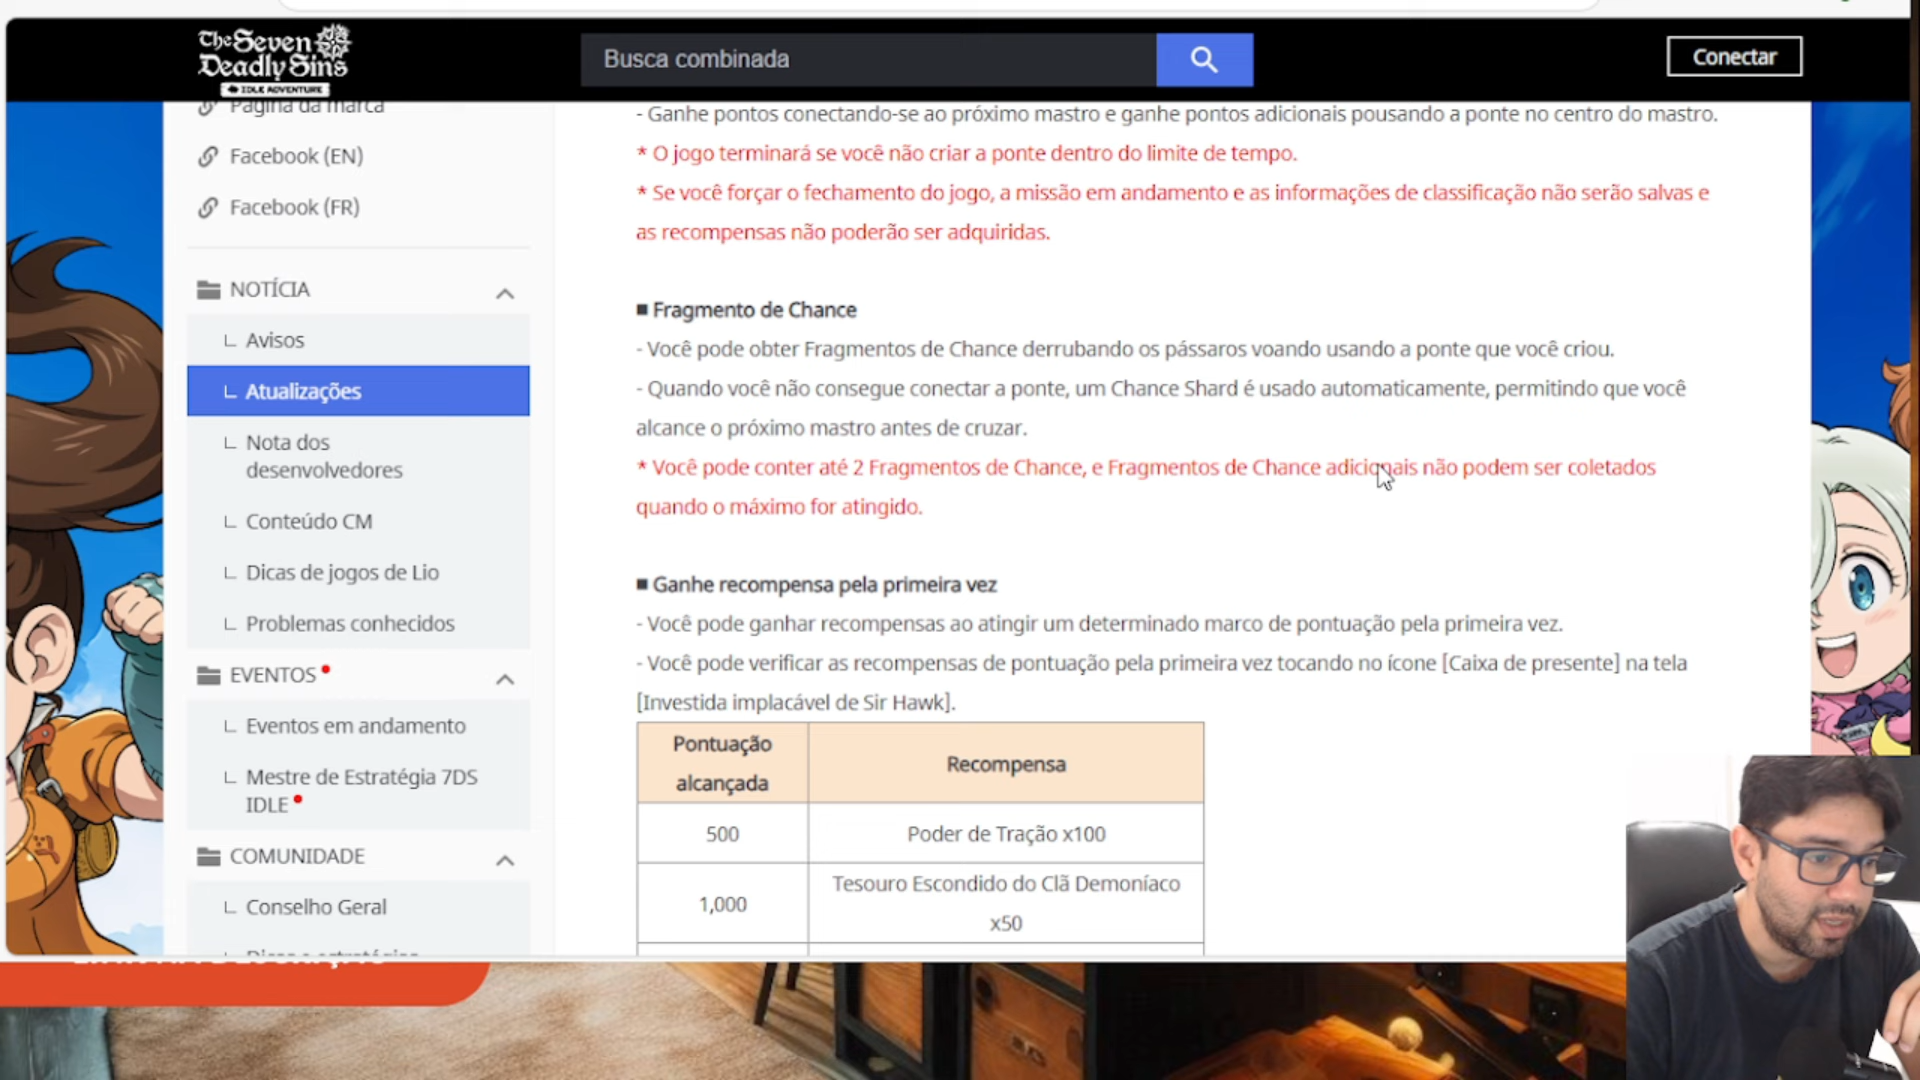 The Seven
Deadly Sins
IDLE ADVENTURE
Busca combinada
Conectar
Página da marca
Facebook (EN)
Facebook (FR)
NOTÍCIA
Avisos
Atualizações
Nota dos
desenvolvedores
Conteúdo CM
Dicas de jogos de Lio
Problemas conhecidos
EVENTOS
Eventos em andamento
Mestre de Estratégia 7DS
IDLE
COMUNIDADE
Conselho Geral
- Ganhe pontos conectando-se ao próximo mastro e ganhe pontos adicionais pousando a ponte no centro do mastro.
* O jogo terminará se você não criar a ponte dentro do limite de tempo.
* Se você forçar o fechamento do jogo, a missão em andamento e as informações de classificação não serão salvas e
as recompensas não poderão ser adquiridas.
■ Fragmento de Chance
- Você pode obter Fragmentos de Chance derrubando os pássaros voando usando a ponte que você criou.
- Quando você não consegue conectar a ponte, um Chance Shard é usado automaticamente, permitindo que você
alcance o próximo mastro antes de cruzar.
* Você pode conter até 2 Fragmentos de Chance, e Fragmentos de Chance adicionais não podem ser coletados
quando o máximo for atingido.
■ Ganhe recompensa pela primeira vez
- Você pode ganhar recompensas ao atingir um determinado marco de pontuação pela primeira vez.
- Você pode verificar as recompensas de pontuação pela primeira vez tocando no ícone [Caixa de presente] na tela
[Investida implacável de Sir Hawk].
Pontuação
alcançada
Recompensa
500
Poder de Tração x100
1,000
Tesouro Escondido do Clã Demoníaco
x50